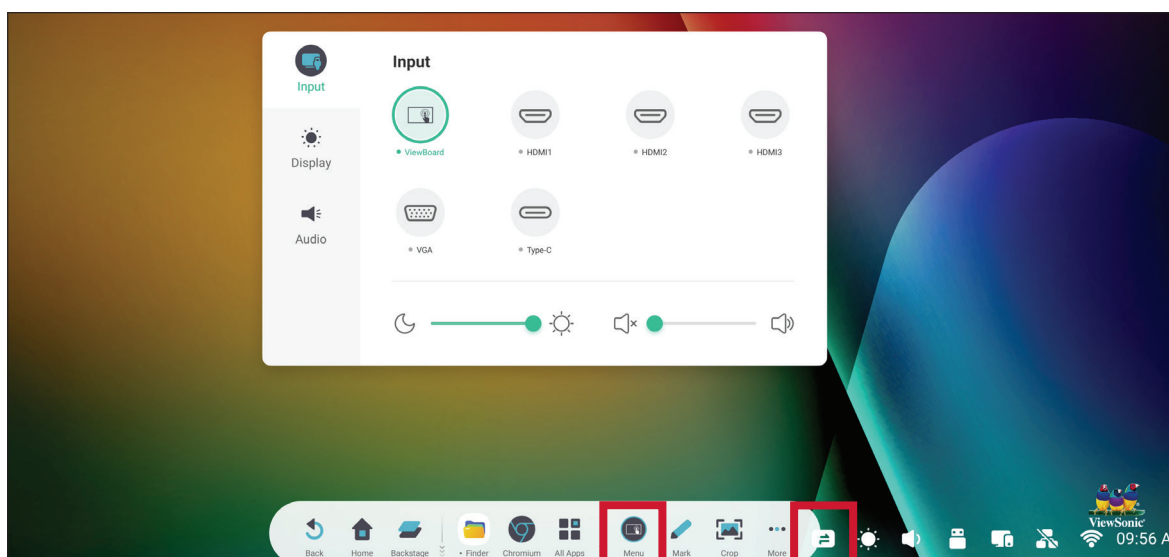 Input
Input
• ViewBoard
• HDMI1
• HDMI2
• HDMI3
Display
Audio
• VGA
• Type-C
ViewSonic®
Back
Home
Backstage
• Finder
Chromium
All Apps
Menu
Mark
Crop
More
09:56 A